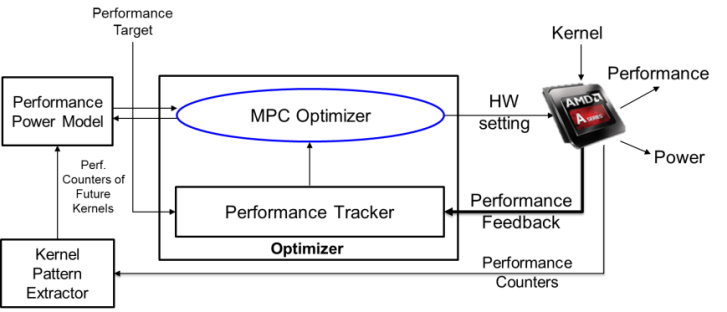 Performance
Target
Kernel
Performance
Performance
Power Model
MPC Optimizer
HW
setting
AMD
A SERIES
Power
Perf.
Counters of
Future
Kernels
Performance Tracker
Performance
Feedback
Optimizer
Kernel
Pattern
Extractor
Performance
Counters